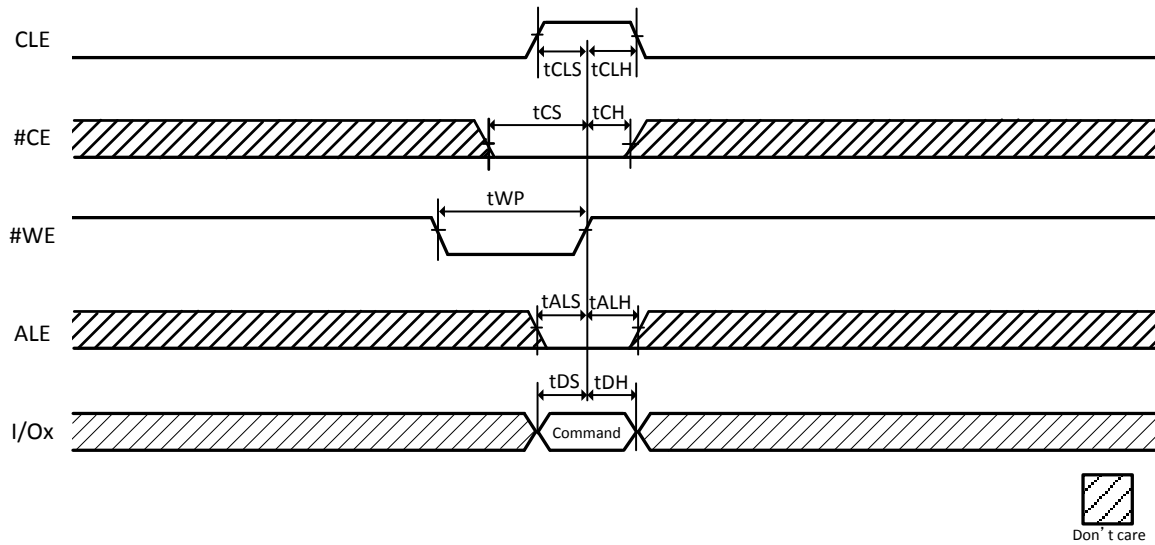 CLE
tCLS tCLH
#CE
tCS tCH
#WE
tWP
ALE
tALS tALH
I/Ox
tDS tDH
Command
Don’t care